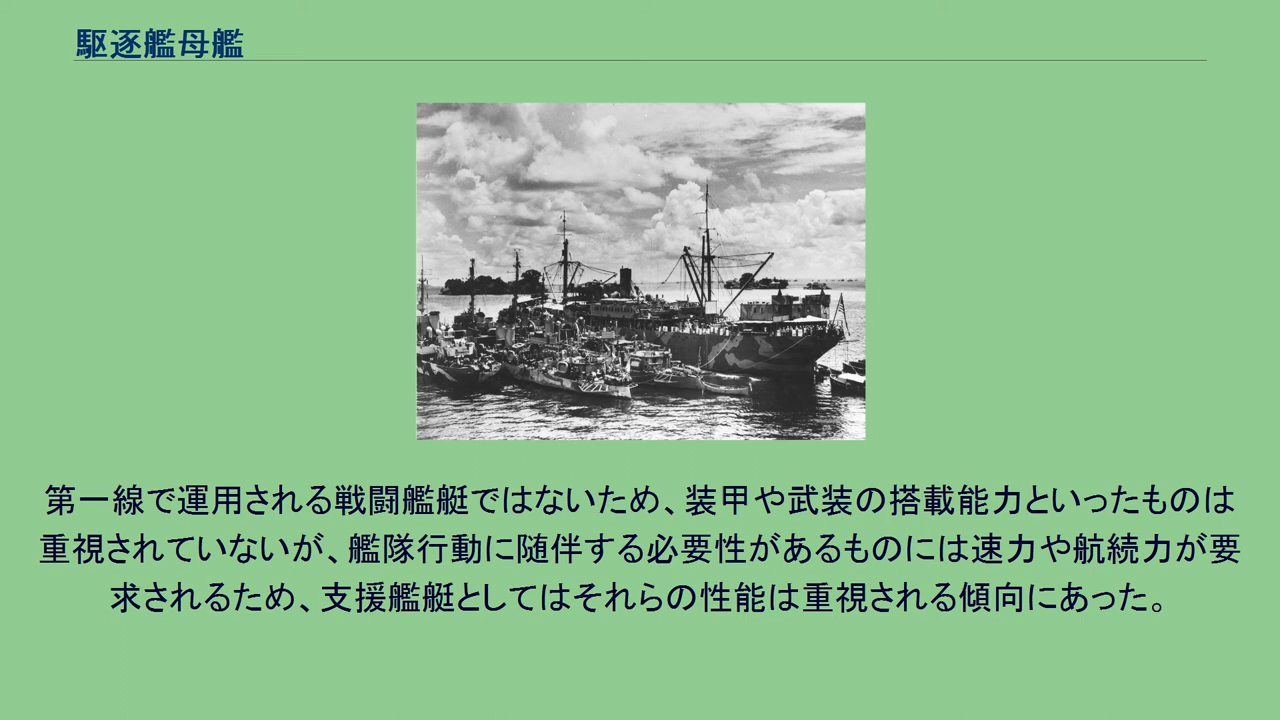 駆逐艦母艦
第一線で運用される戦闘艦艇ではないため、装甲や武装の搭載能力といったものは
重視されていないが、艦隊行動に随伴する必要性があるものには速力や航続力が要
求されるため、支援艦艇としてはそれらの性能は重視される傾向にあった。